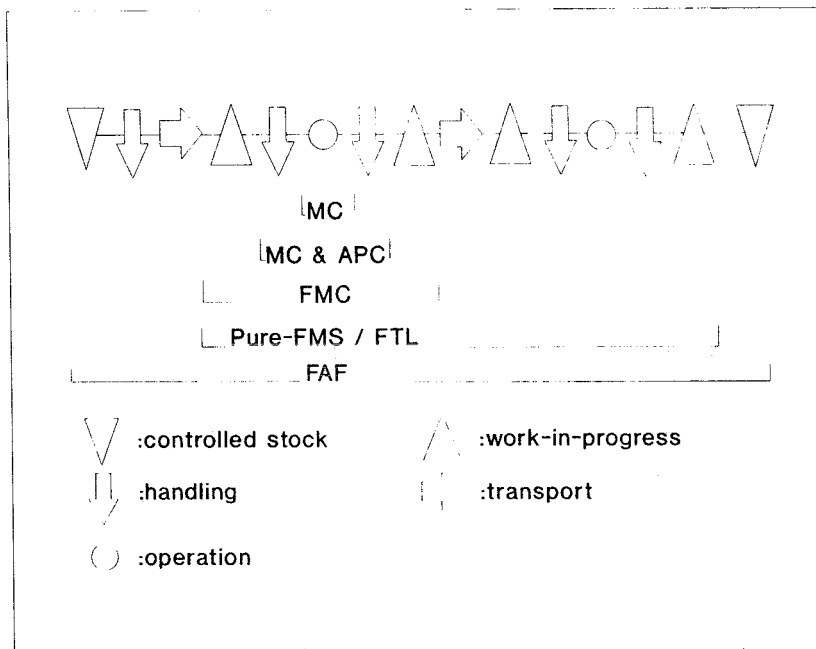 MC
MC & APC
FMC
Pure-FMS / FTL
FAF
:controlled stock
:work-in-progress
:handling
:transport
:operation